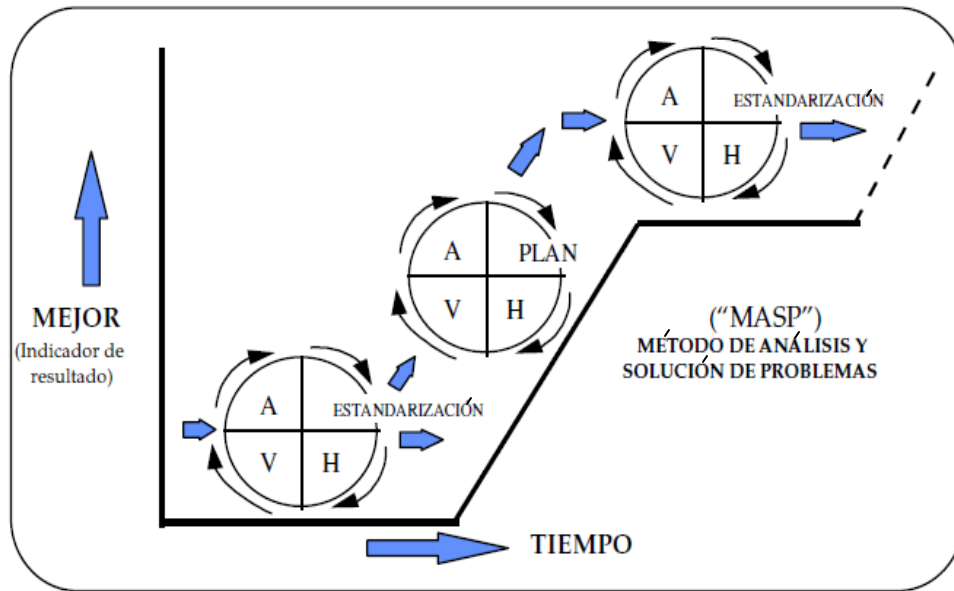 A
ESTANDARIZACIÓN
V
H
A
PLAN
V
H
MEJOR
(Indicador de
resultado)
(“MASP”)
MÉTODO DE ANÁLISIS Y
SOLUCIÓN DE PROBLEMAS
A
ESTANDARIZACIÓN
V
H
TIEMPO